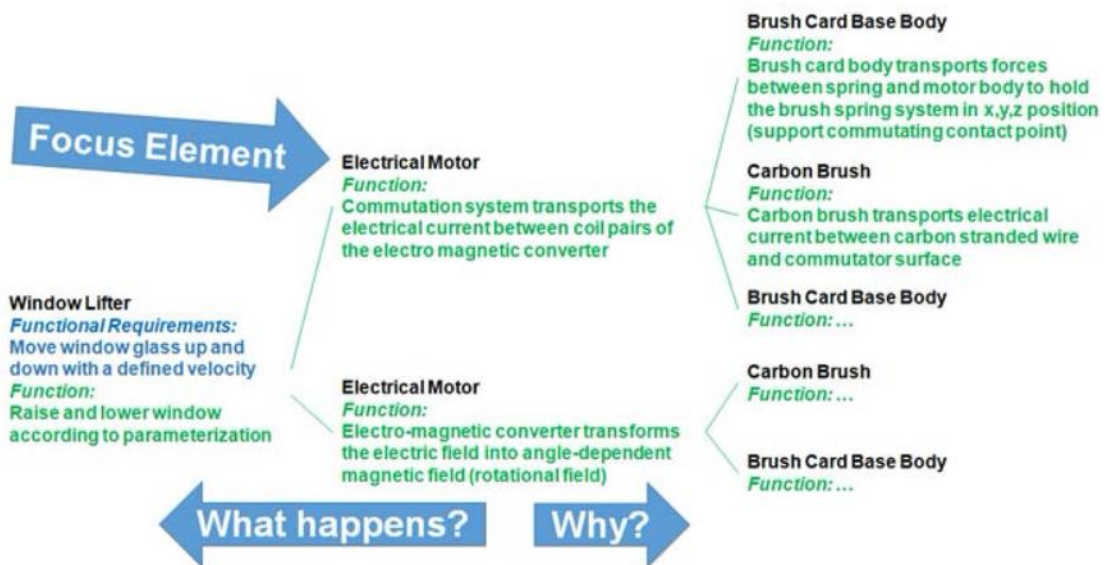 Focus Element
Window Lifter
Functional Requirements:
Move window glass up and
down with a defined velocity
Function:
Raise and lower window
according to parameterization
Electrical Motor
Function:
Commutation system transports the
electrical current between coil pairs of
the electro magnetic converter
Electrical Motor
Function:
Electro-magnetic converter transforms
the electric field into angle-dependent
magnetic field (rotational field)
Brush Card Base Body
Function:
Brush card body transports forces
between spring and motor body to hold
the brush spring system in x,y,z position
(support commutating contact point)
Carbon Brush
Function:
Carbon brush transports electrical
current between carbon stranded wire
and commutator surface
Brush Card Base Body
Function: ...
Carbon Brush
Function: ...
Brush Card Base Body
Function: ...
What happens?
Why?